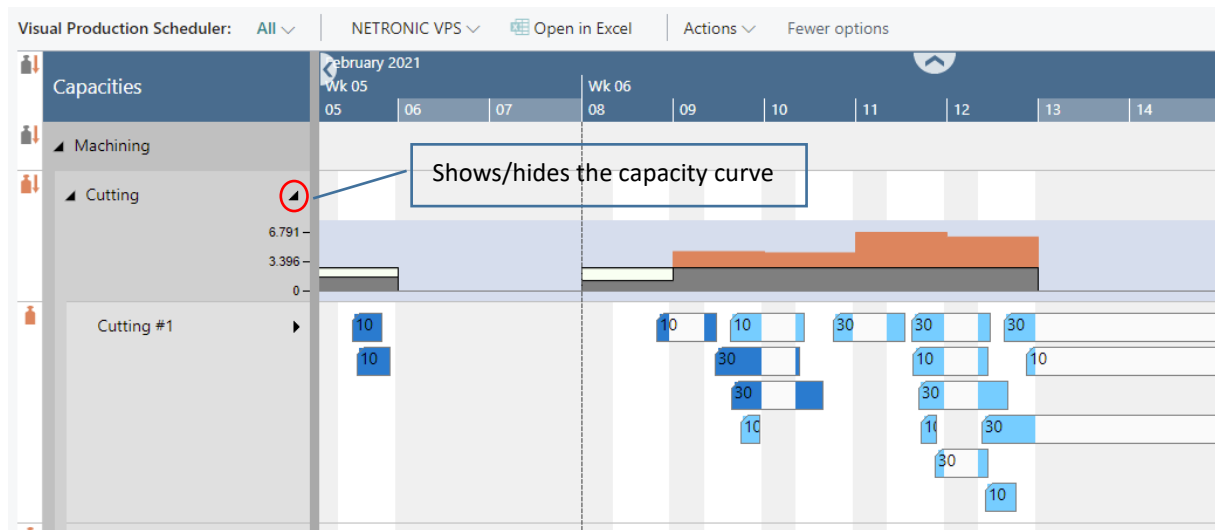 Visual Production Scheduler: All NETRONIC VPS Open in Excel Actions Fewer options
February 2021
Capacities
Wk 05 Wk 06
05 06 07 08 09 10 11 12 13 14
Machining
Shows/hides the capacity curve
Cutting
6.791
3.396
0
Cutting #1
10 10 10 30 30 30
10 30 10 10
30 30
10 10 30
30
10